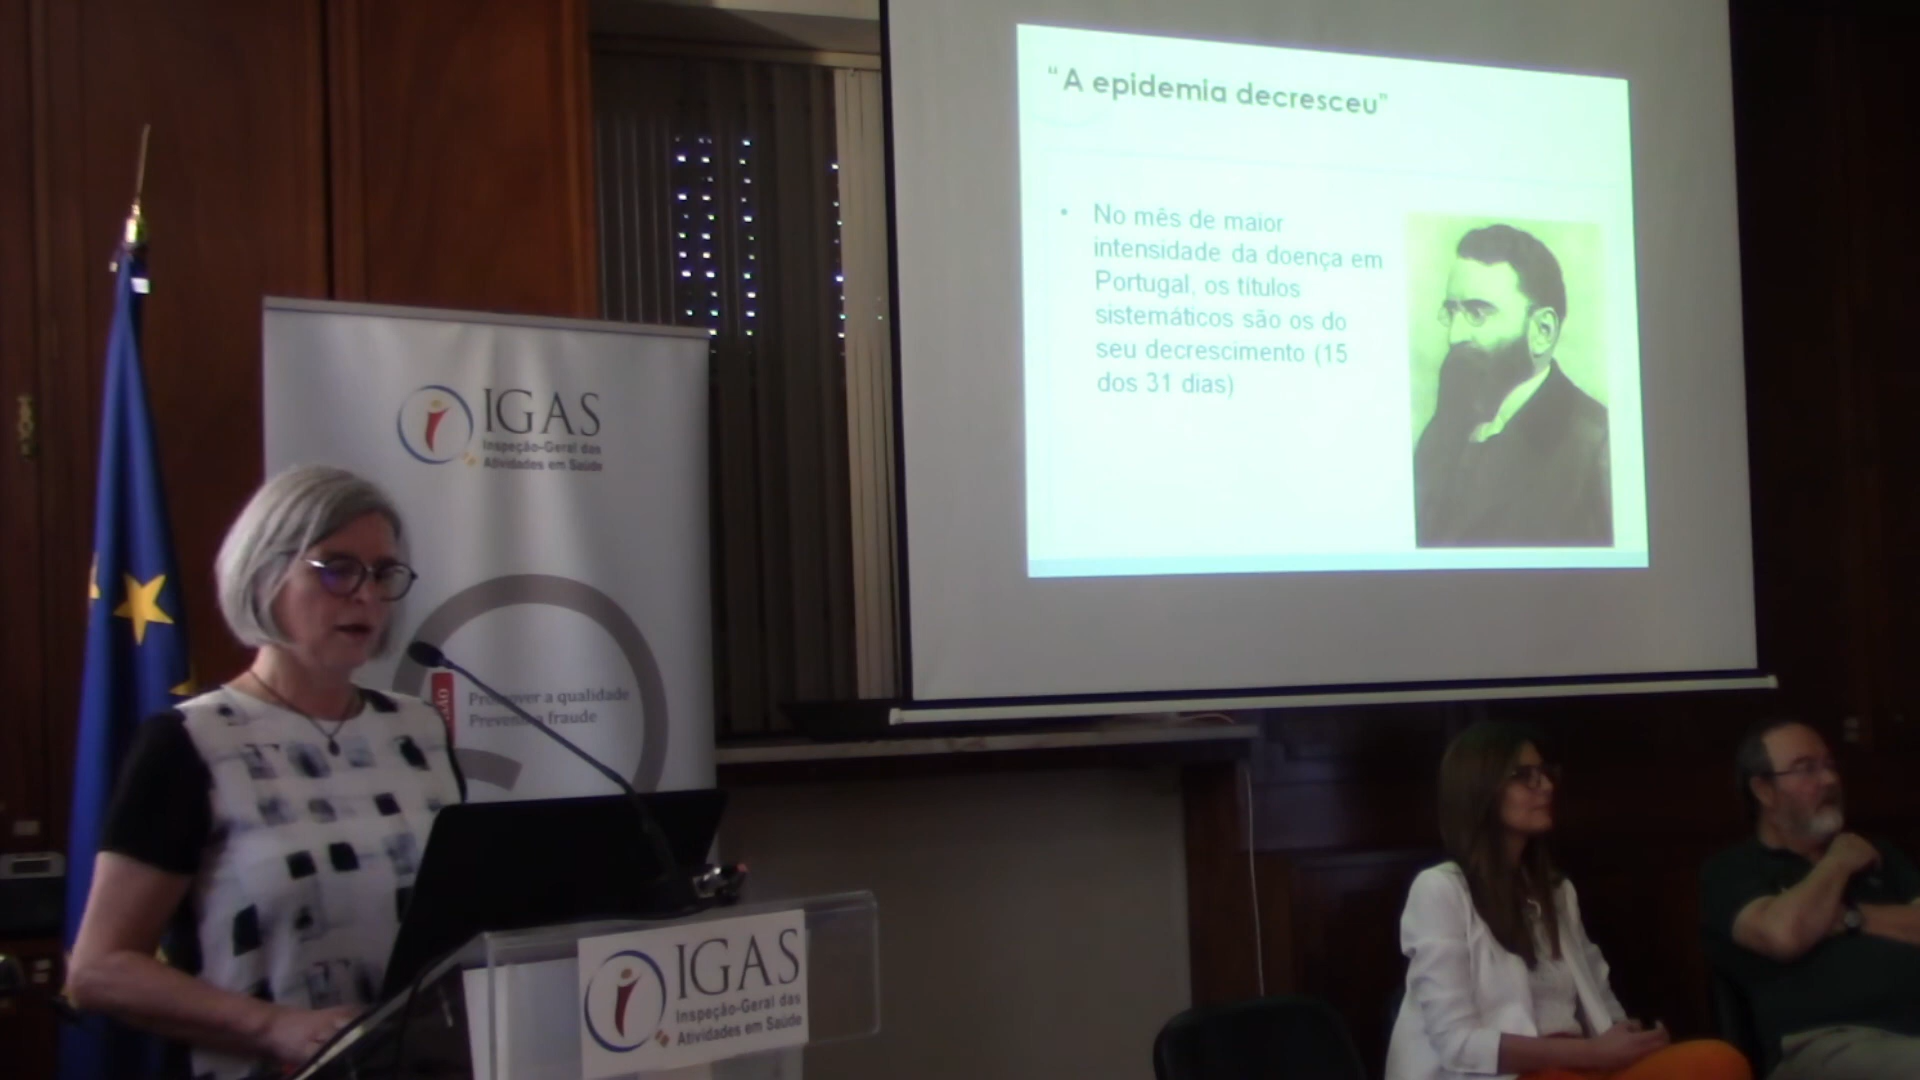 “A epidemia decresceu”
• No mês de maior
intensidade da doença em
Portugal, os títulos
sistemáticos são os do
seu decrescimento (15
dos 31 dias)
IGAS
Inspeção-Geral das
Atividades em Saúde
Promover a qualidade
Prevenir a fraude
IGAS
Inspeção-Geral das
Atividades em Saúde